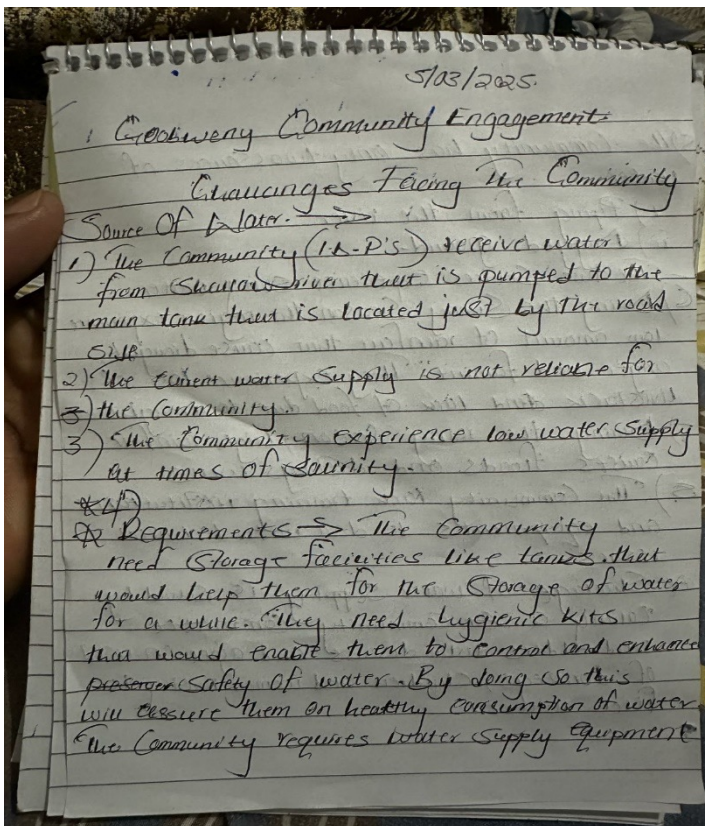 5/03/2025.
Goobweny Community Engagement
Challanges Facing The Community
Source Of Water.
1) The Community (I.D.P's) receive water
from river that is pumped to the
main tank that is located just by the road
side
2) The current water supply is not reliable for
the Community.
3) The Community experience low water supply
at times of saunity.
4)
Requirements → The Community
need Storage facilities like tanks that
would help them for the Storage of water
for a while. They need hygienic kits
that would enable them to control and enhance
safety of water. By doing so this
will assure them on healthy consumption of water
The Community requires water supply equipment